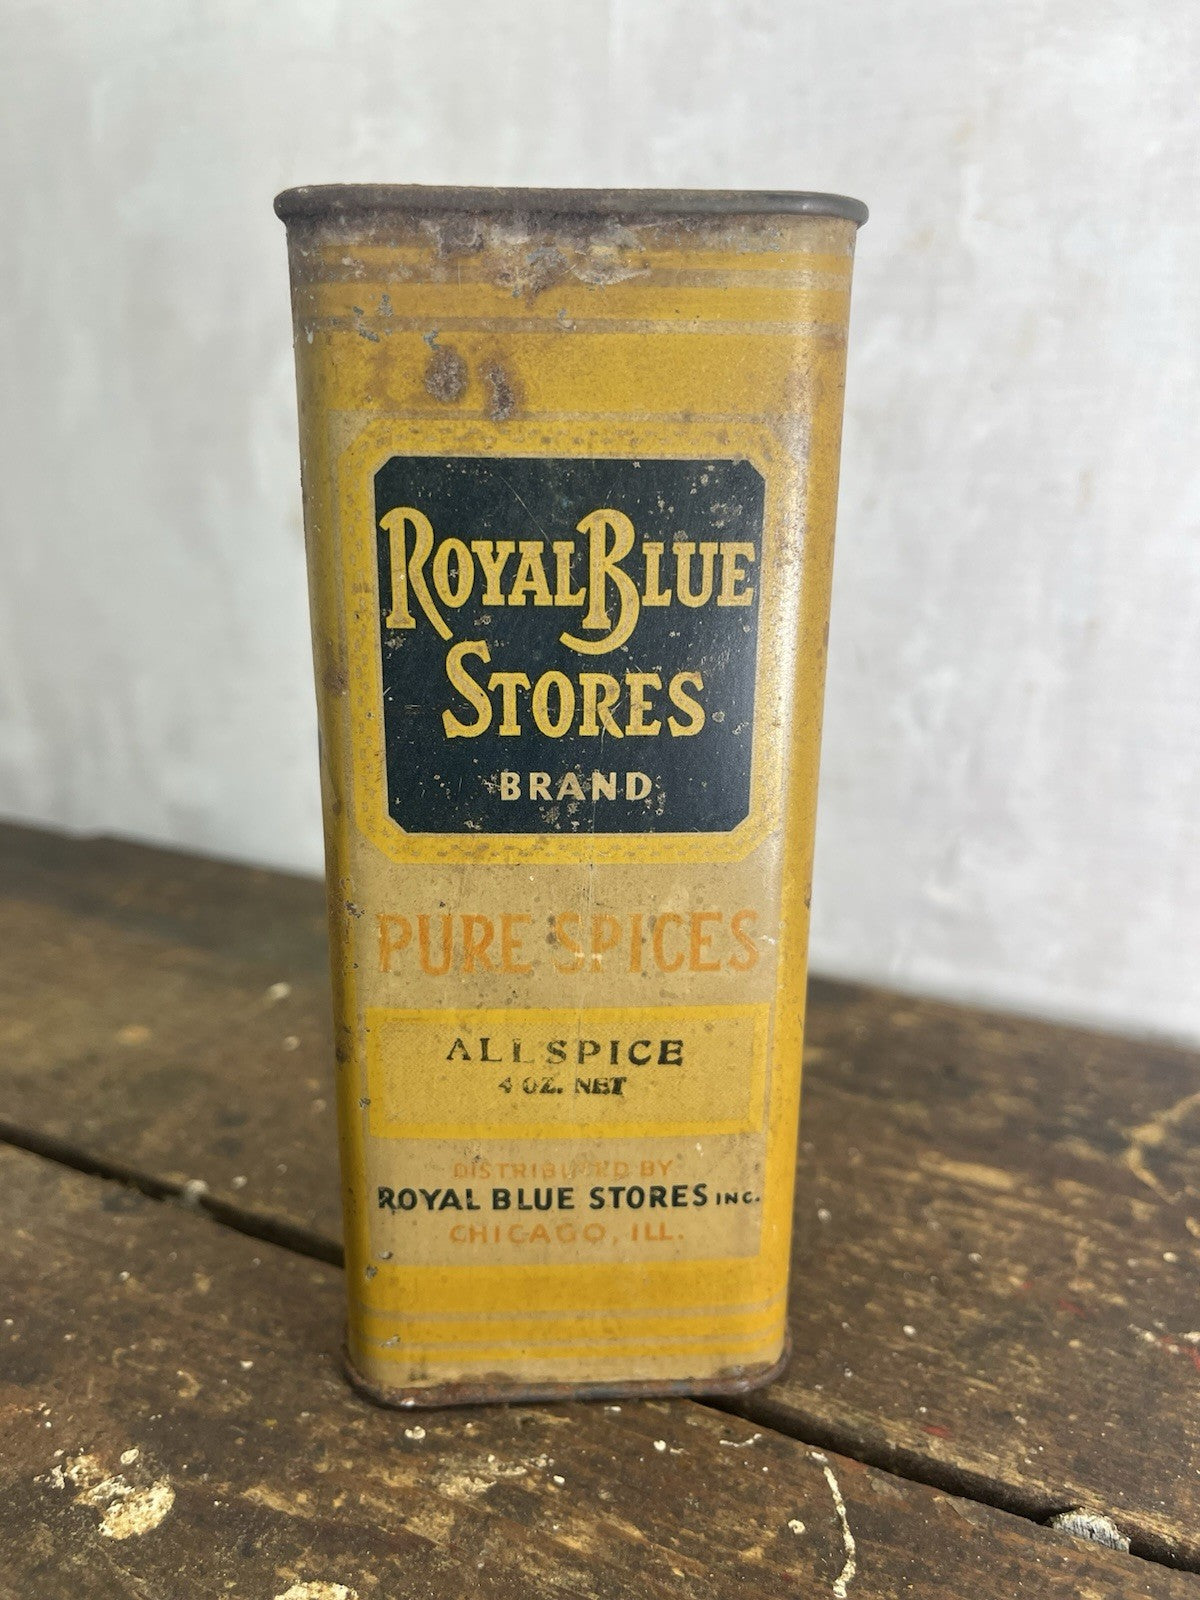 ROYAL BLUE
STORES
BRAND
PURE SPICES
ALLSPICE
4 OZ. NET
DISTRIBUTED BY
ROYAL BLUE STORES INC.
CHICAGO, ILL.